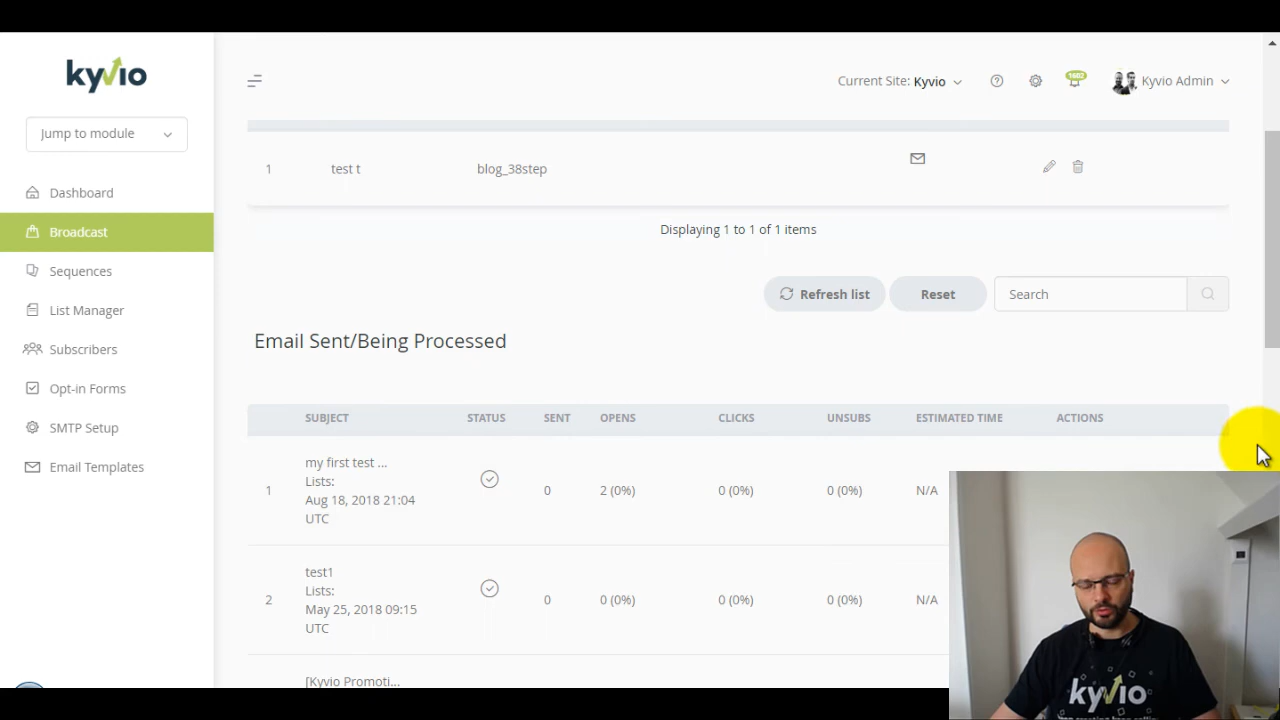 kyvio
Current Site: Kyvio
1602
Kyvio Admin
Jump to module
Dashboard
Broadcast
Sequences
List Manager
Subscribers
Opt-in Forms
SMTP Setup
Email Templates
1 test t blog_38step
Displaying 1 to 1 of 1 items
Refresh list Reset Search
Email Sent/Being Processed
SUBJECT STATUS SENT OPENS CLICKS UNSUBS ESTIMATED TIME ACTIONS
my first test ...
Lists:
1 Aug 18, 2018 21:04 0 2 (0%) 0 (0%) 0 (0%) N/A
UTC
test1
Lists:
2 May 25, 2018 09:15 0 0 (0%) 0 (0%) 0 (0%) N/A
UTC
[Kyvio Promoti...
kyvio